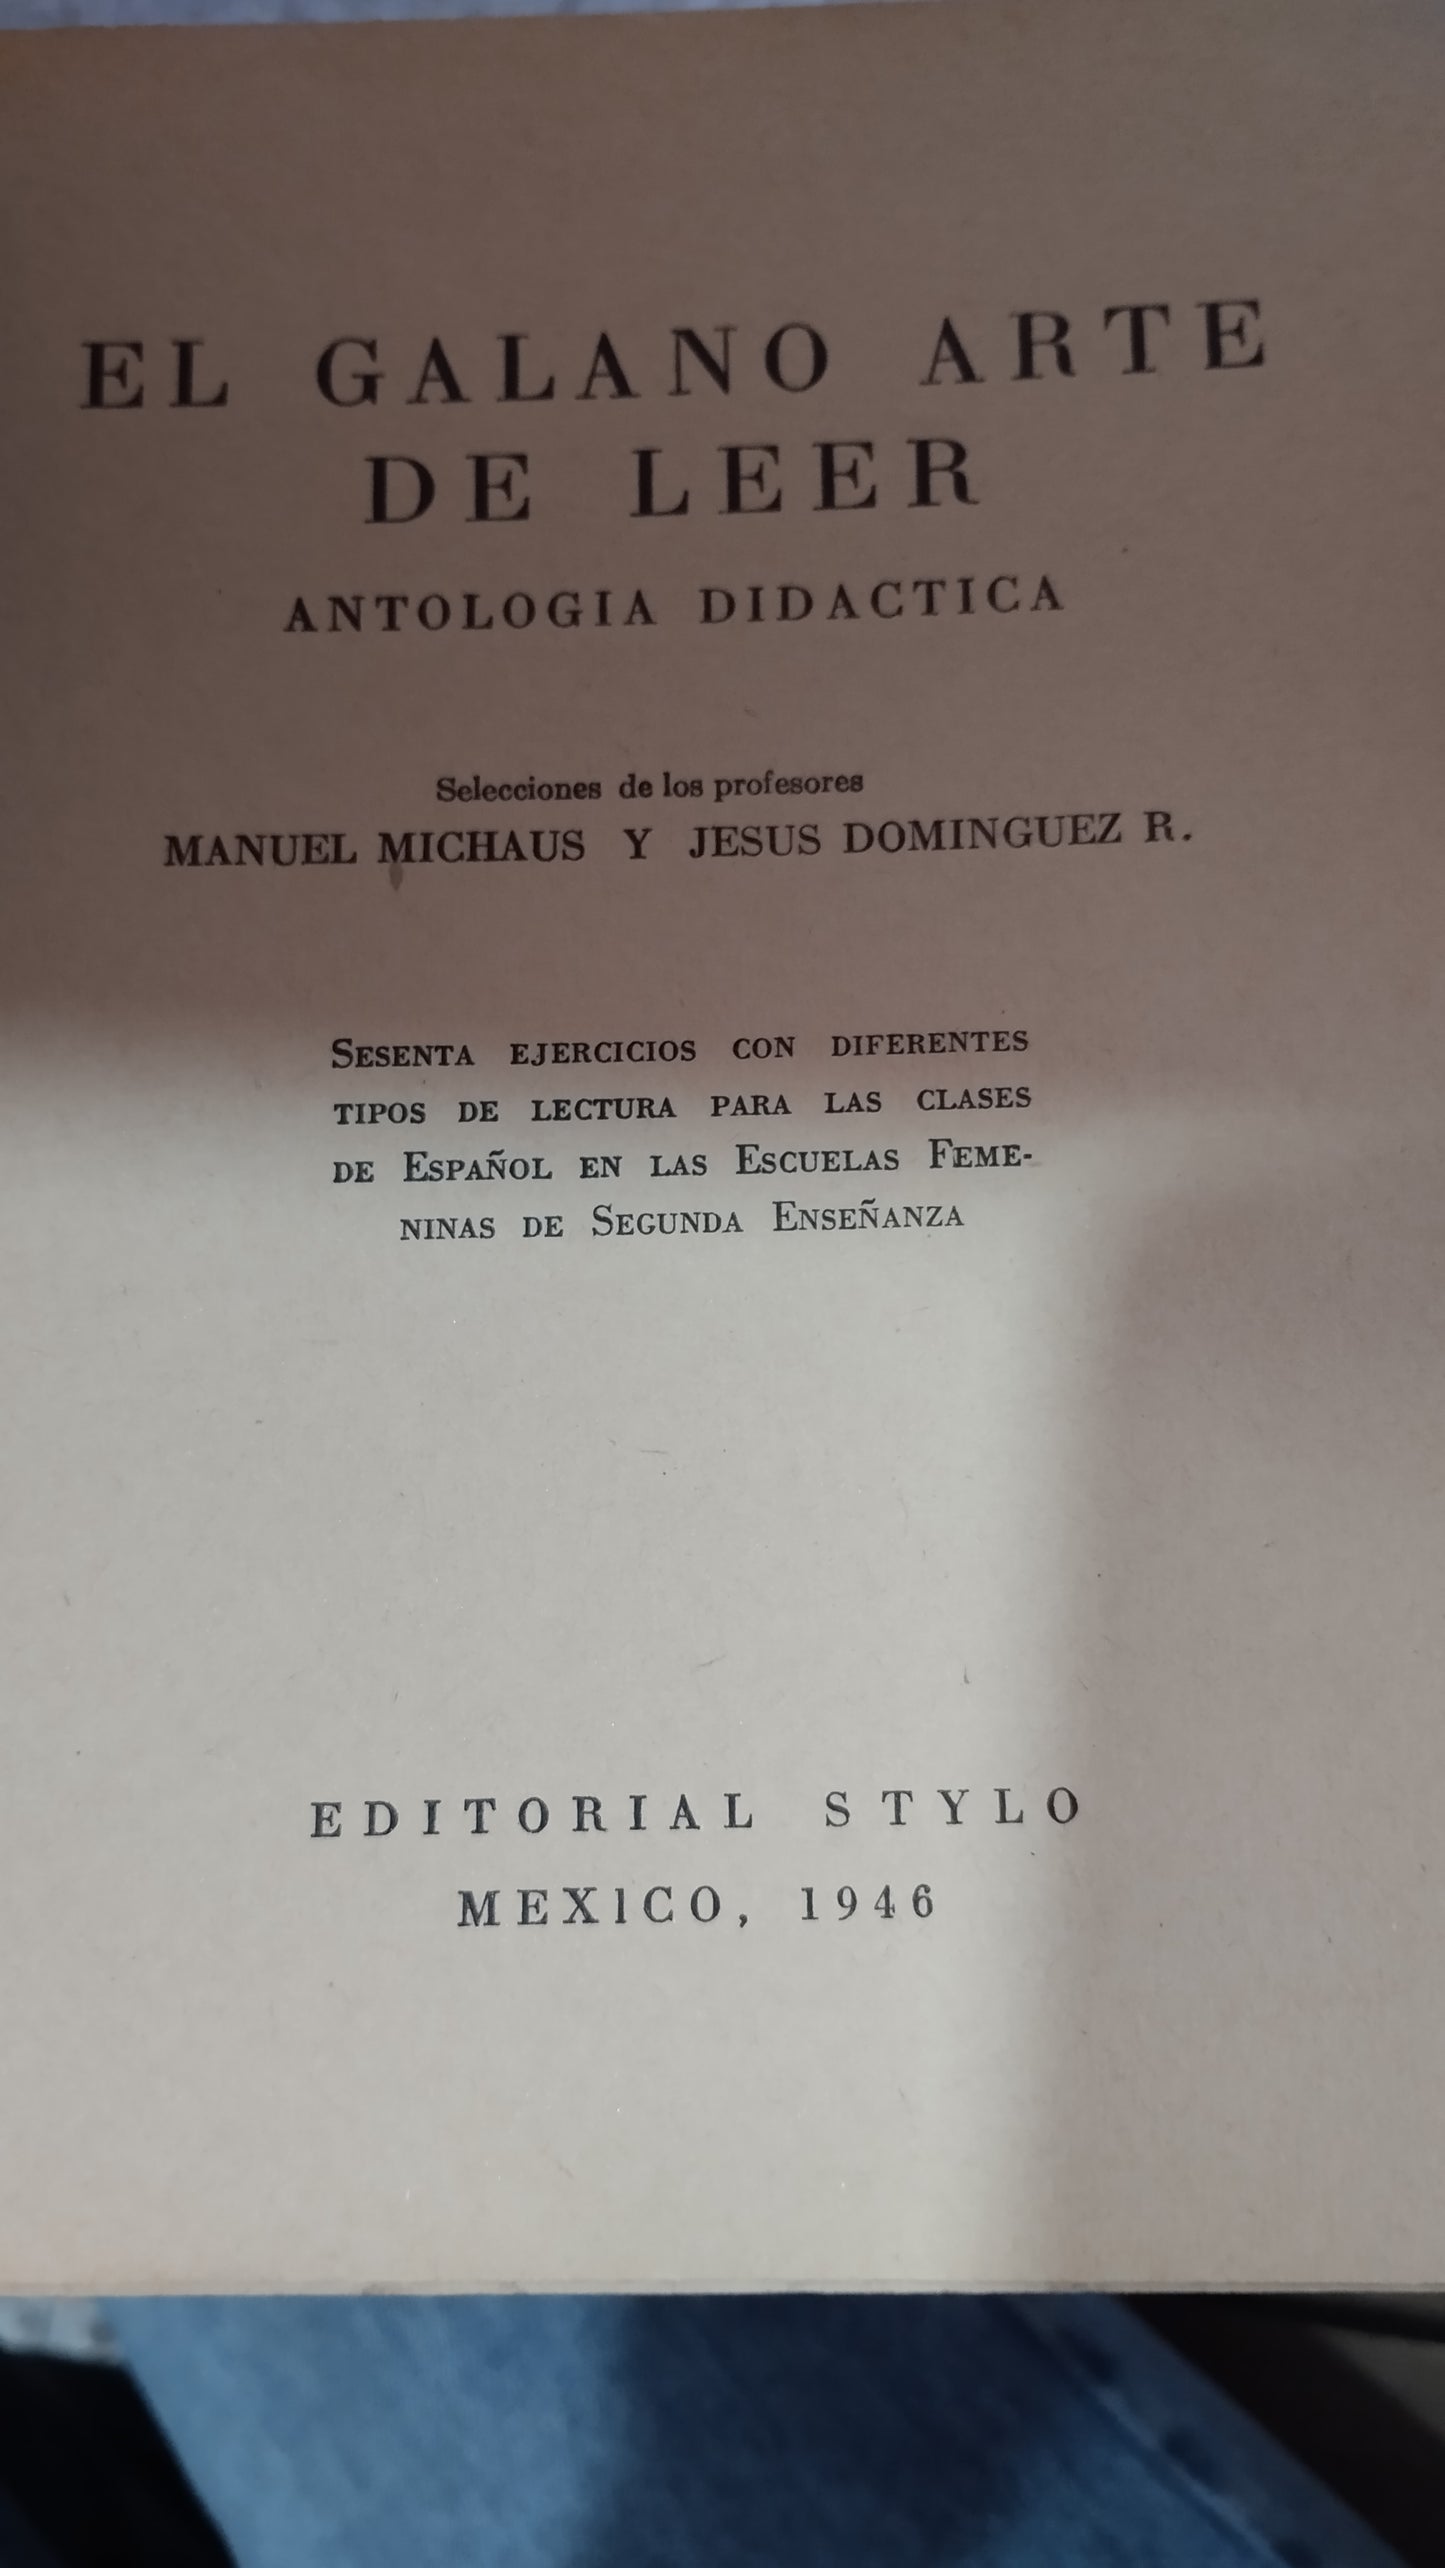 EL GALANO ARTE
DE LEER
ANTOLOGIA DIDACTICA
Selecciones de los profesores
MANUEL MICHAUS Y JESUS DOMINGUEZ R.
SESENTA EJERCICIOS CON DIFERENTES
TIPOS DE LECTURA PARA LAS CLASES
DE ESPAÑOL EN LAS ESCUELAS FEME-
NINAS DE SEGUNDA ENSEÑANZA
EDITORIAL STYLO
MEXICO, 1946